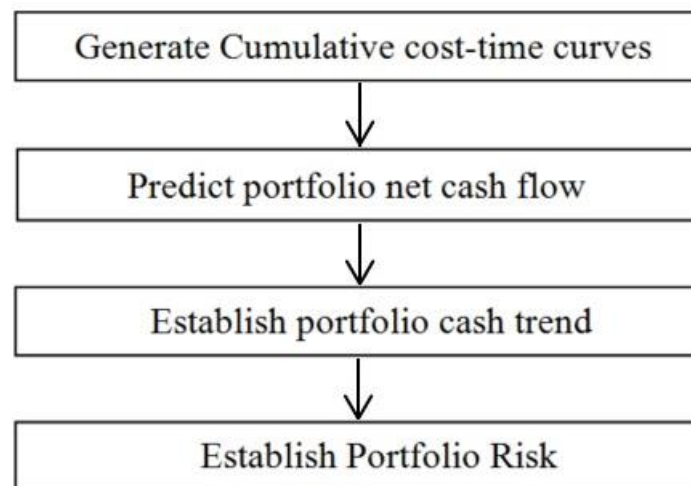 Generate Cumulative cost-time curves
Predict portfolio net cash flow
Establish portfolio cash trend
Establish Portfolio Risk